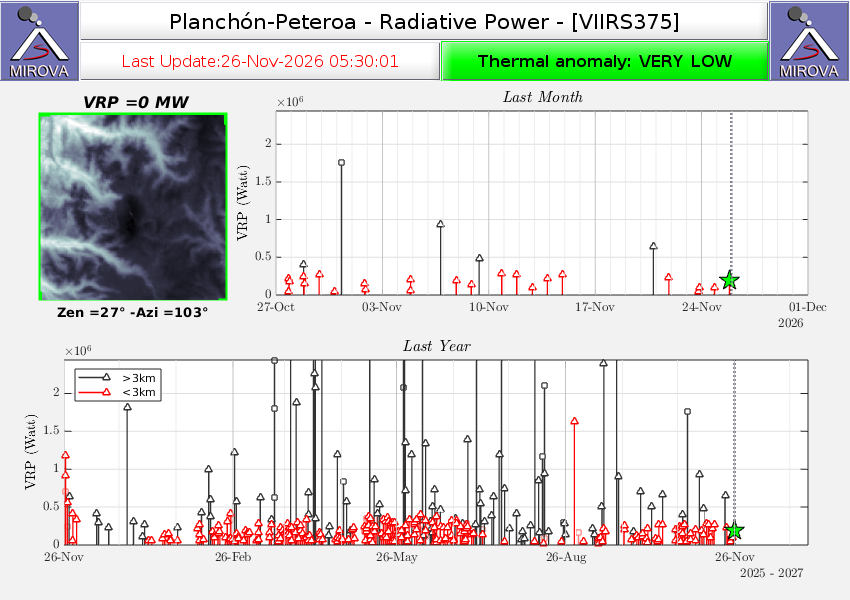 MIROVA
Planchón-Peteroa - Radiative Power - [VIIRS375]
Last Update:26-Nov-2026 05:30:01
Thermal anomaly: VERY LOW
MIROVA
VRP =0 MW
Zen =27° -Azi =103°
Last Month
×10⁶
VRP (Watt)
2
1.5
1
0.5
0
27-Oct 03-Nov 10-Nov 17-Nov 24-Nov 01-Dec
2026
Last Year
×10⁶
VRP (Watt)
2
1.5
1
0.5
0
>3km
<3km
26-Nov 26-Feb 26-May 26-Aug 26-Nov
2025 - 2027